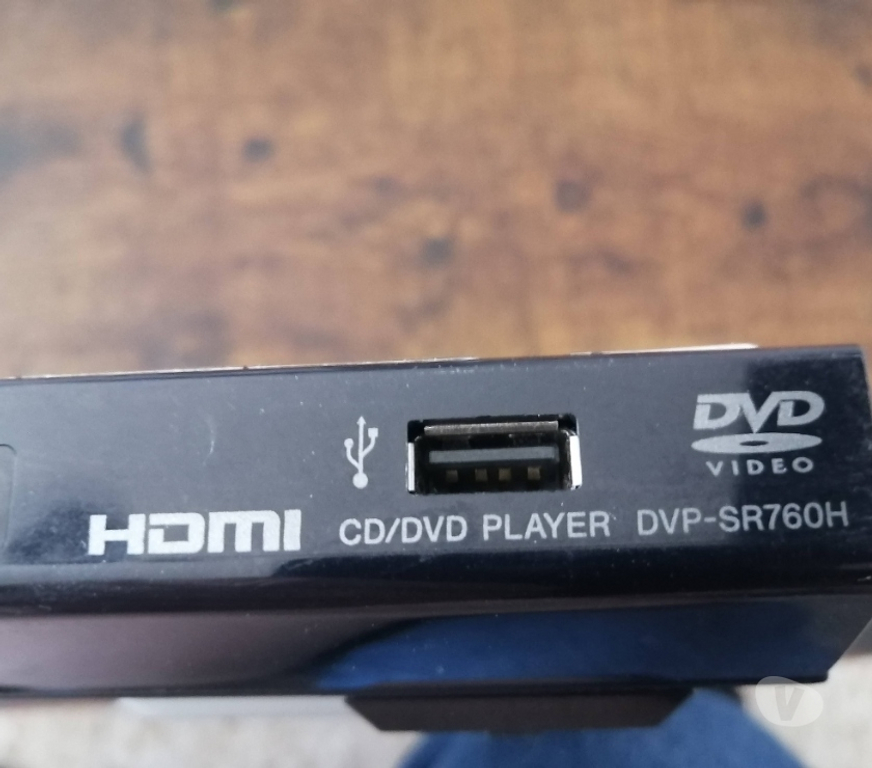 DVD
VIDEO
HDMI CD/DVD PLAYER DVP-SR760H
V